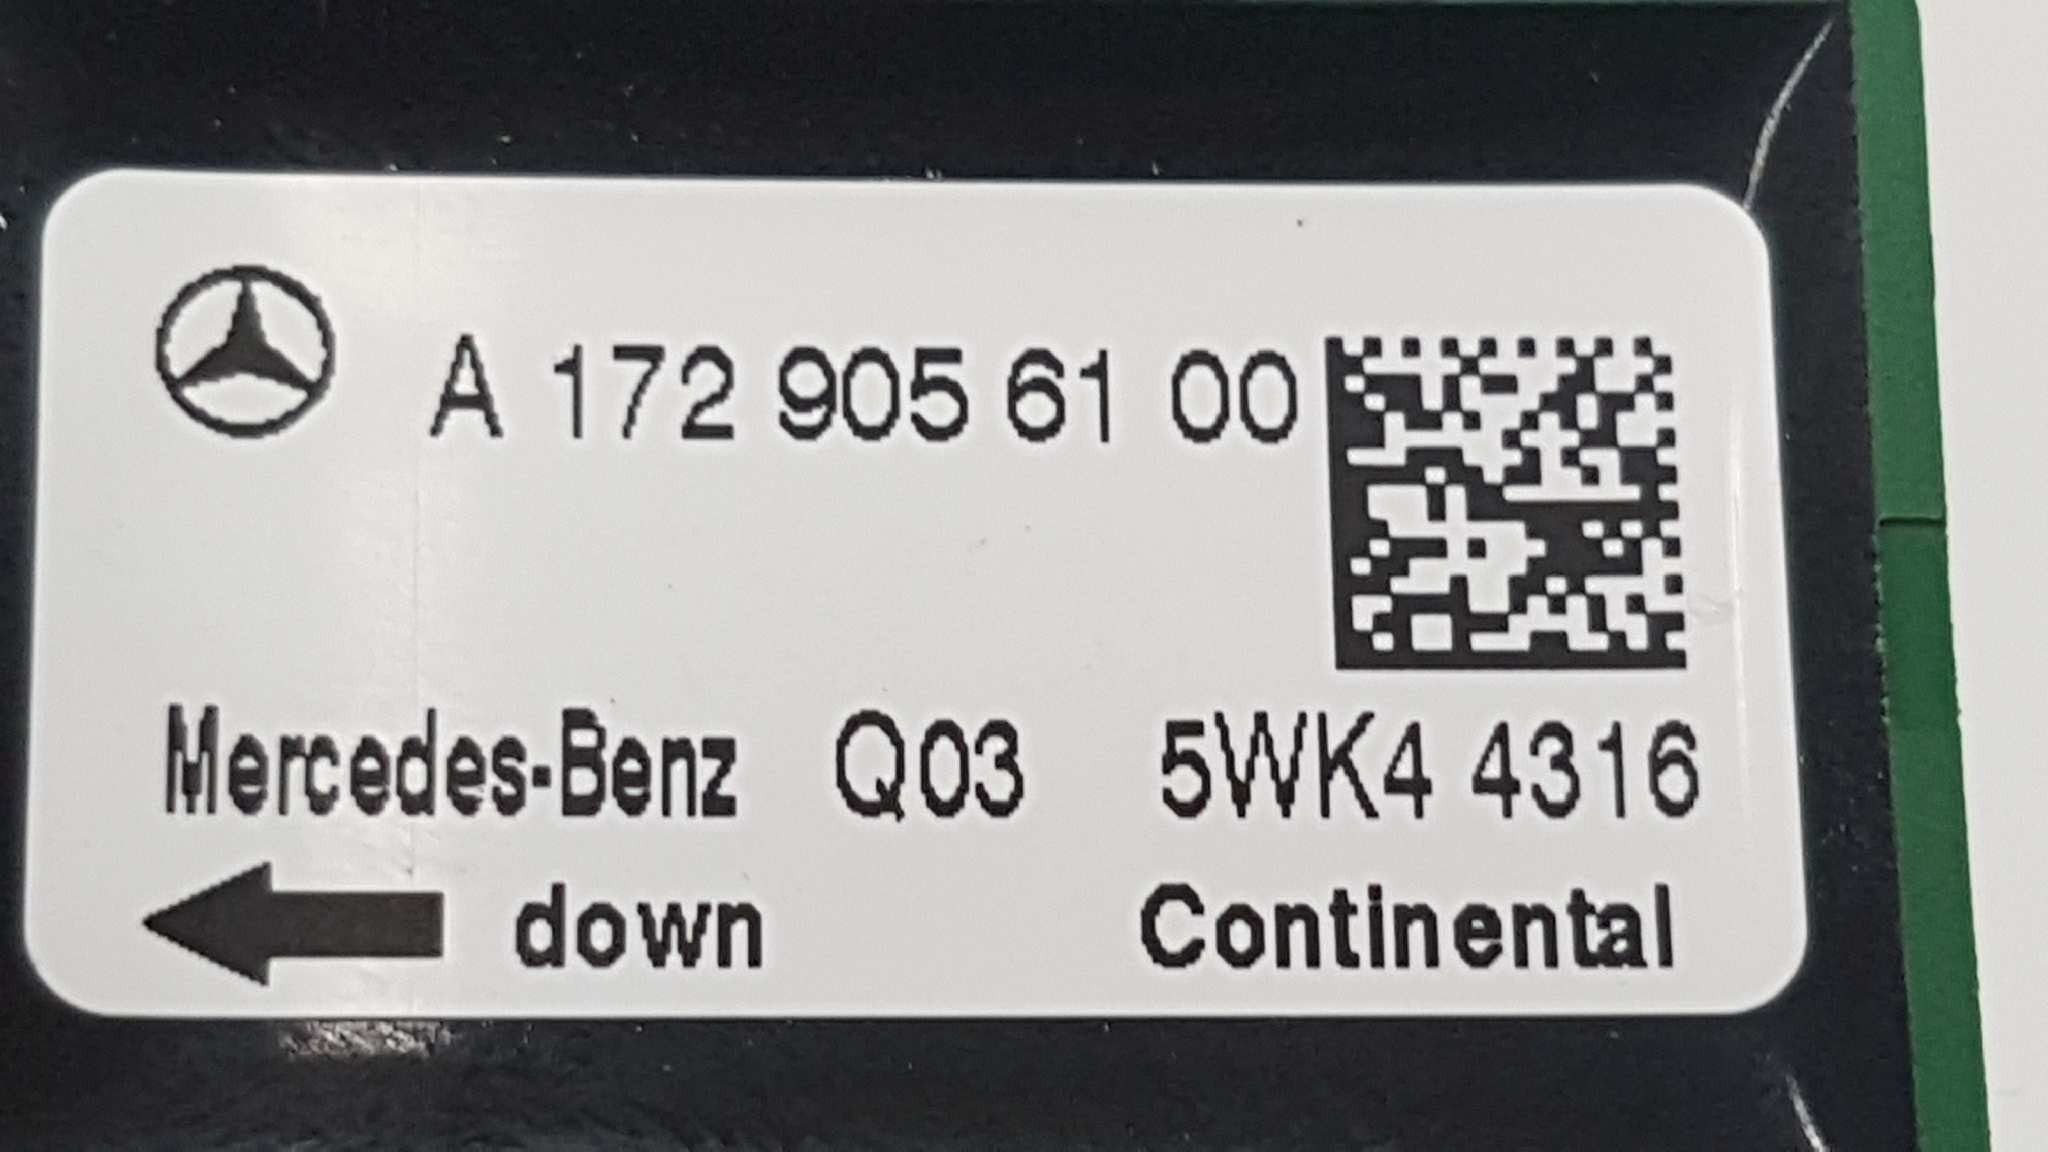 A 172 905 61 00
Mercedes-Benz Q03 5WK4 4316
down Continental